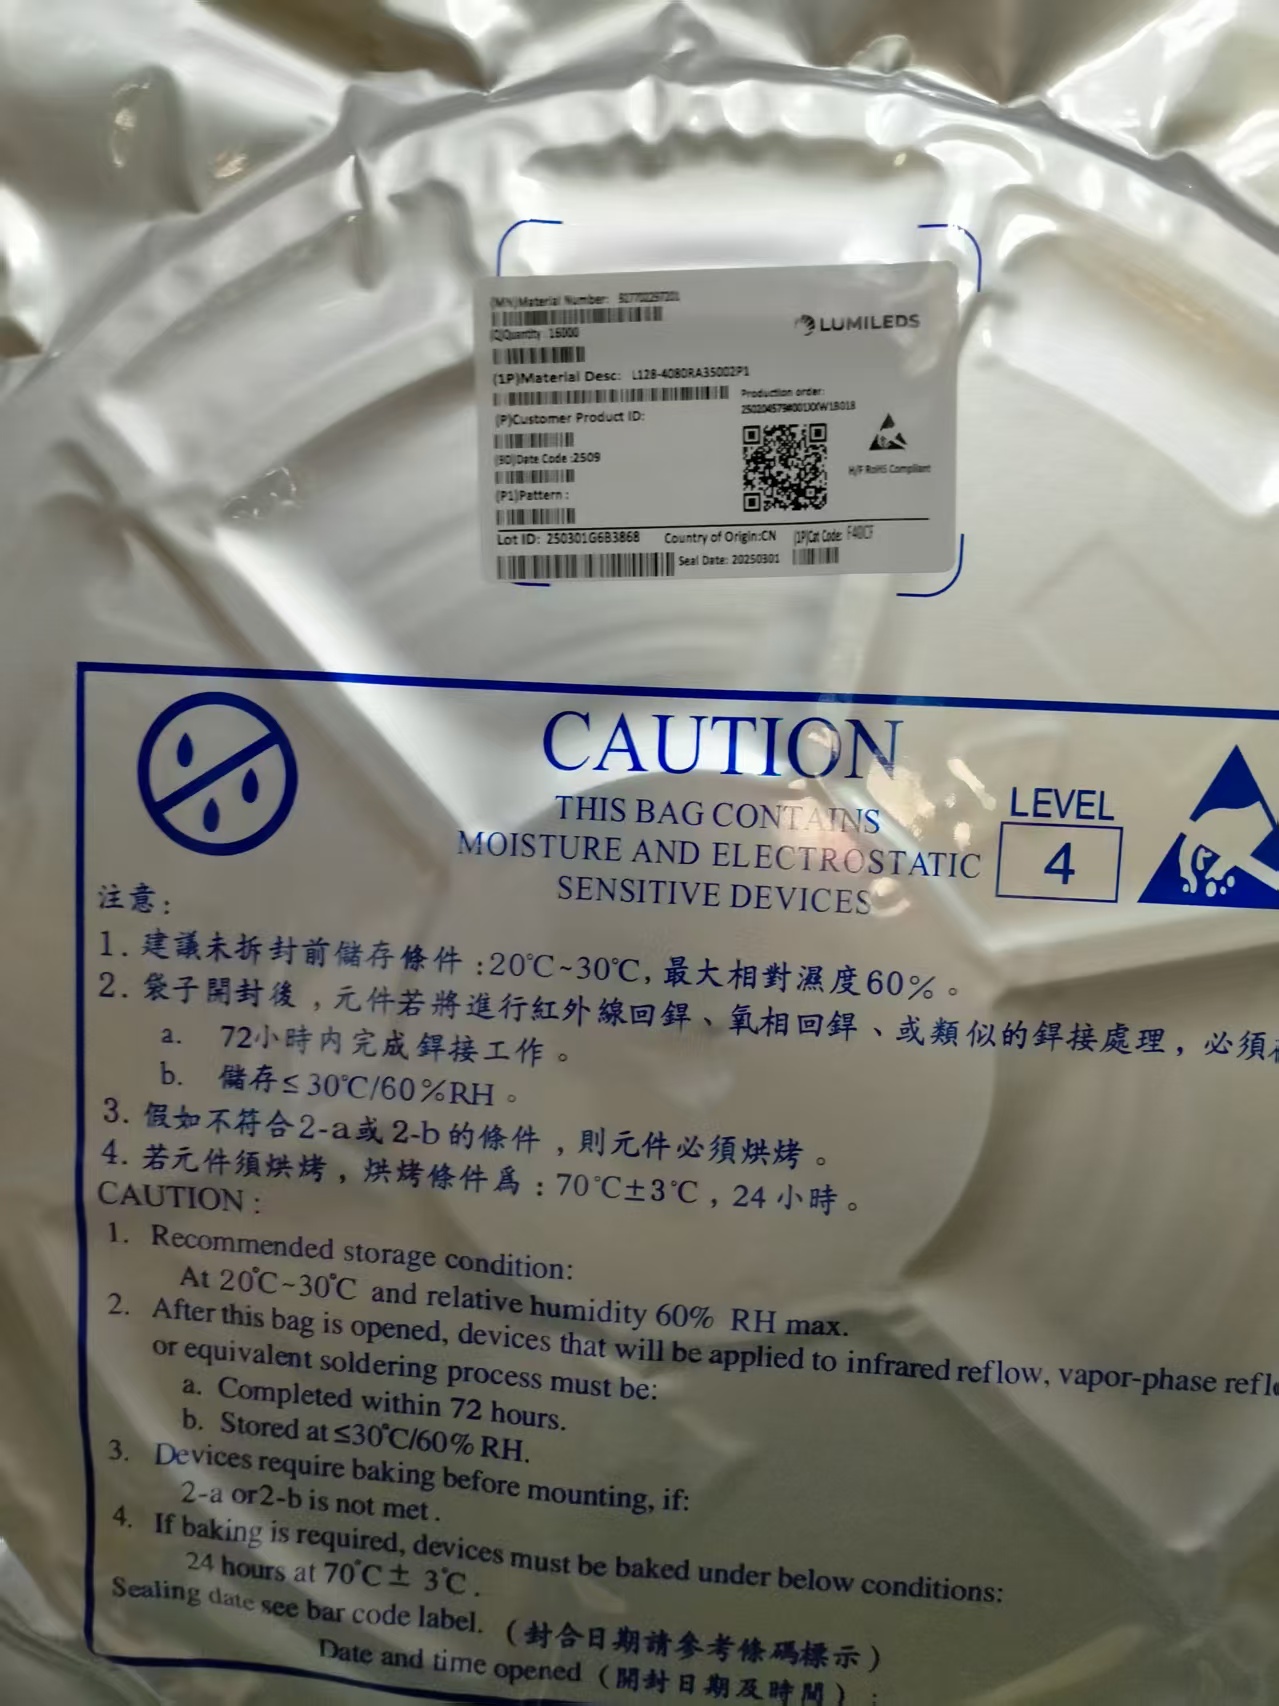 (MN)Material Number: 927702297201
(Q)Quantity : 16000
LUMILEDS
(1P)Material Desc: L128-4080RA35002P1
Production order:
(P)Customer Product ID:
(9D)Date Code :2509
H/F RoHS Compliant
(P1)Pattern :
Lot ID: 250301G6B3868 Country of Origin:CN (1P)Cat Code: F40CF
Seal Date: 20250301
CAUTION
THIS BAG CONTAINS
MOISTURE AND ELECTROSTATIC
SENSITIVE DEVICES
LEVEL
4
注意:
1. 建議未拆封前儲存條件:20℃~30℃,最大相對濕度60%。
2. 袋子開封後，元件若將進行紅外線回銲、氣相回銲、或類似的銲接處理，必須
a. 72小時內完成銲接工作。
b. 儲存≤30℃/60%RH。
3. 假如不符合2-a或2-b的條件，則元件必須烘烤。
4. 若元件須烘烤，烘烤條件爲：70℃±3℃，24小時。
CAUTION:
1. Recommended storage condition:
At 20℃~30℃ and relative humidity 60% RH max.
2. After this bag is opened, devices that will be applied to infrared reflow, vapor-phase refl
or equivalent soldering process must be:
a. Completed within 72 hours.
b. Stored at ≤30℃/60% RH.
3. Devices require baking before mounting, if:
2-a or2-b is not met.
4. If baking is required, devices must be baked under below conditions:
24 hours at 70℃± 3℃.
Sealing date see bar code label. (封合日期請參考條碼標示)
Date and time opened (開封日期及時間) :